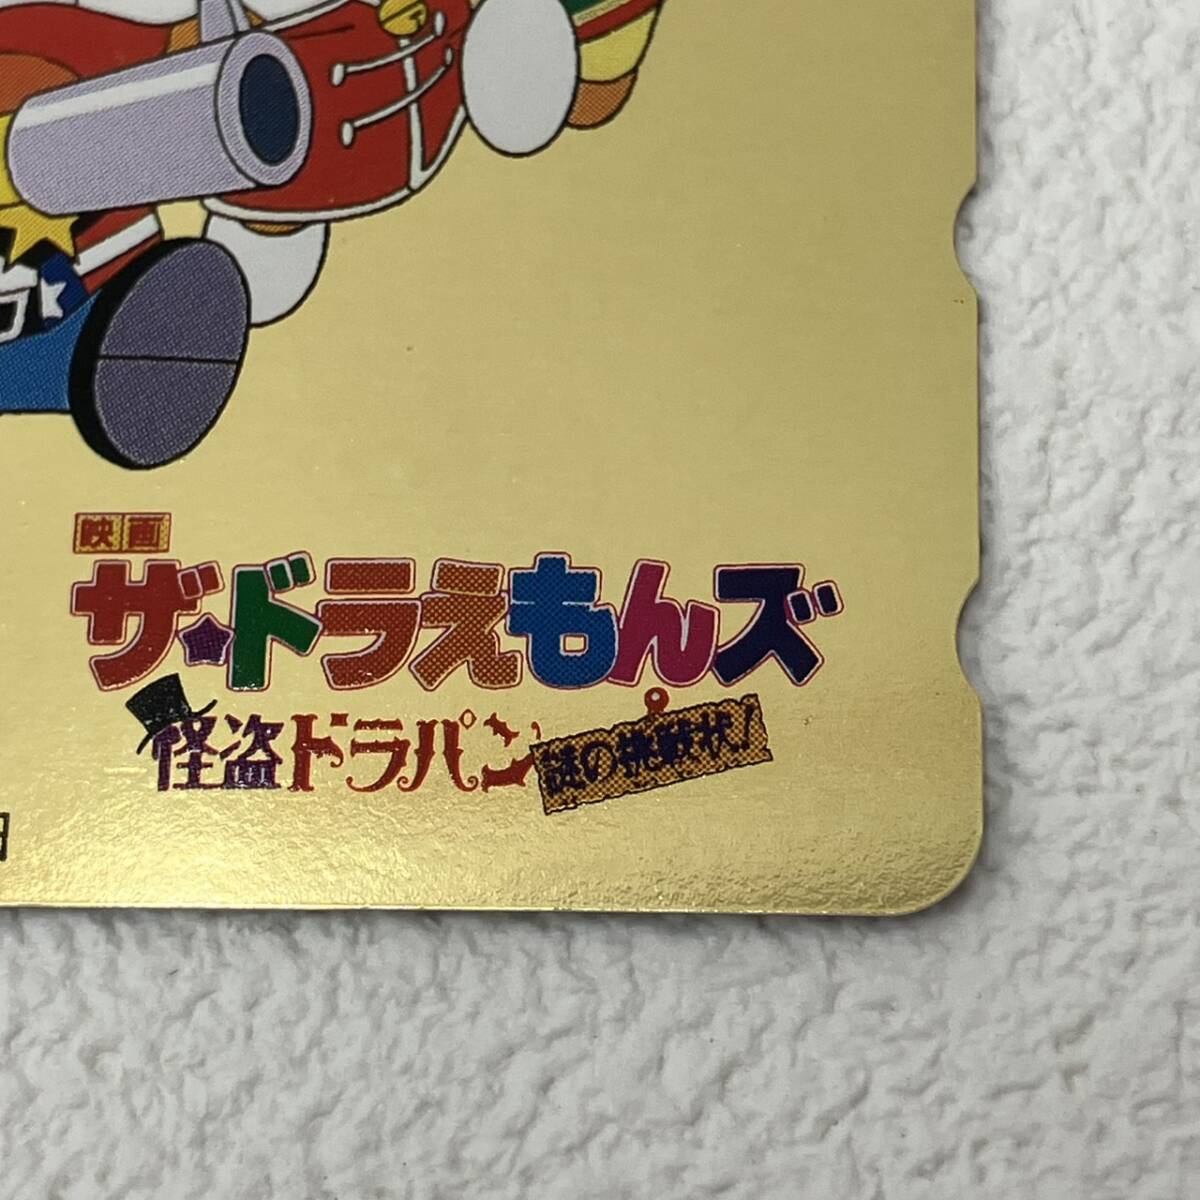 映画
ザ★ドラえもんズ
怪盗ドラパン
謎の挑戦状!